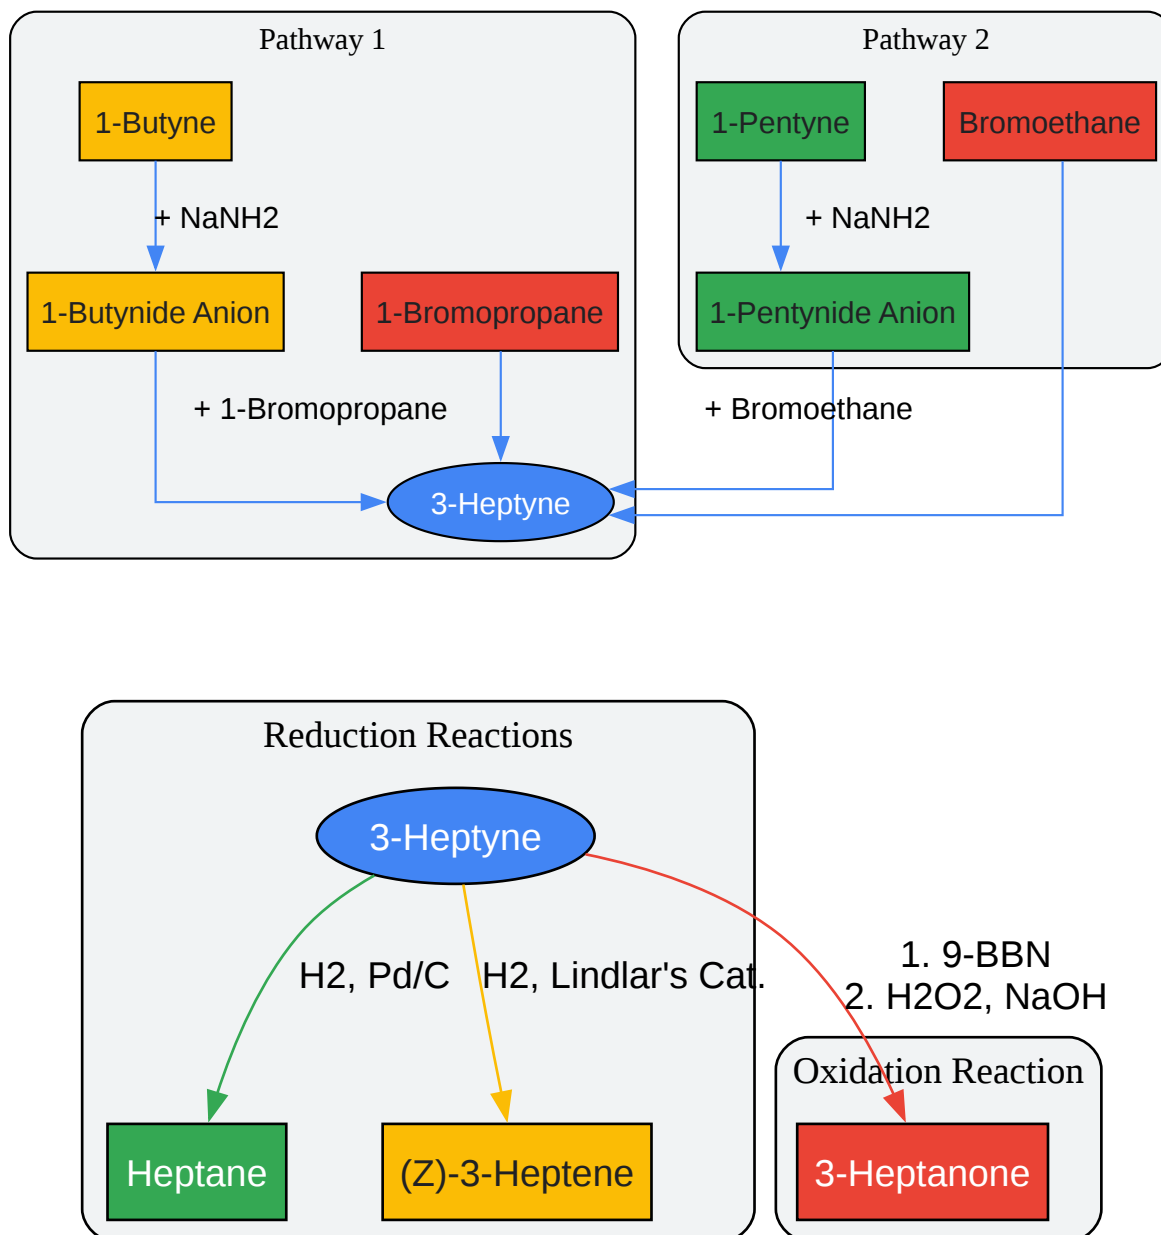 Pathway 1
Pathway 2
1-Butyne
1-Pentyne
Bromoethane
+ NaNH2
+ NaNH2
1-Butynide Anion
1-Bromopropane
1-Pentynide Anion
+ 1-Bromopropane
+ Bromoethane
3-Heptyne
Reduction Reactions
3-Heptyne
H2, Pd/C
H2, Lindlar's Cat.
1. 9-BBN
2. H2O2, NaOH
Oxidation Reaction
Heptane
(Z)-3-Heptene
3-Heptanone